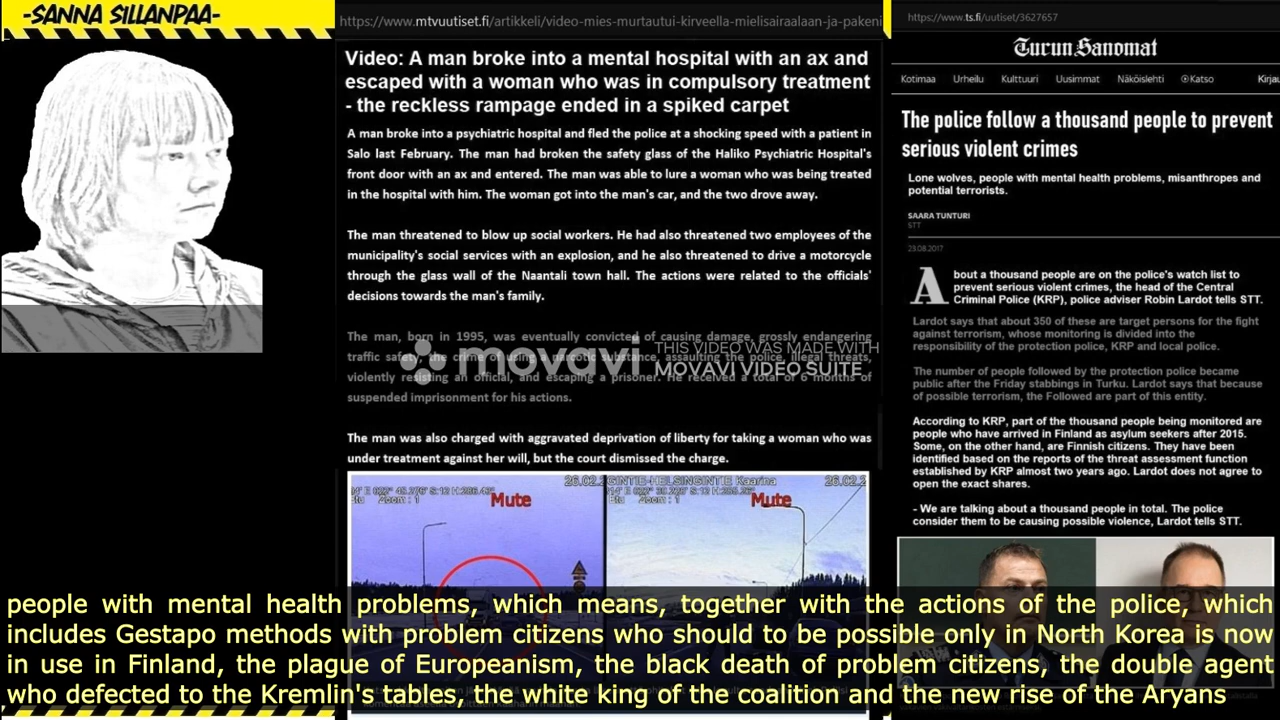 -SANNA SILLANPAA-
https://www.mtvuutiset.fi/artikkeli/video-mies-murtautui-kirveella-mielisairaalaan-ja-pakeni
Video: A man broke into a mental hospital with an ax and
escaped with a woman who was in compulsory treatment
- the reckless rampage ended in a spiked carpet
A man broke into a psychiatric hospital and fled the police at a shocking speed with a patient in
Salo last February. The man had broken the safety glass of the Haliko Psychiatric Hospital's
front door with an ax and entered. The man was able to lure a woman who was being treated
in the hospital with him. The woman got into the man's car, and the two drove away.
The man threatened to blow up social workers. He had also threatened two employees of the
municipality's social services with an explosion, and he also threatened to drive a motorcycle
through the glass wall of the Naantali town hall. The actions were related to the officials'
decisions towards the man's family.
The man, born in 1995, was eventually convicted of causing damage, grossly endangering
traffic safety, the crime of using a narcotic substance, assaulting the police, illegal threats,
violently resisting an official, and escaping a prisoner. He received a total of 6 months of
suspended imprisonment for his actions.
movavi
THIS VIDEO WAS MADE WITH
MOVAVI VIDEO SUITE
The man was also charged with aggravated deprivation of liberty for taking a woman who was
under treatment against her will, but the court dismissed the charge.
26.02.
Zoom: 1
Mute
HELSINGINTIE Kaarina
26.02.2
Zoom: 1
Mute
https://www.ts.fi/uutiset/3627657
Turun Sanomat
Kotimaa Urheilu Kulttuuri Uusimmat Näköislehti Katso Kirjau
The police follow a thousand people to prevent
serious violent crimes
Lone wolves, people with mental health problems, misanthropes and
potential terrorists.
SAARA TUNTURI
STT
23.08.2017
About a thousand people are on the police's watch list to
prevent serious violent crimes, the head of the Central
Criminal Police (KRP), police adviser Robin Lardot tells STT.
Lardot says that about 350 of these are target persons for the fight
against terrorism, whose monitoring is divided into the
responsibility of the protection police, KRP and local police.
The number of people followed by the protection police became
public after the Friday stabbings in Turku. Lardot says that because
of possible terrorism, the Followed are part of this entity.
According to KRP, part of the thousand people being monitored are
people who have arrived in Finland as asylum seekers after 2015.
Some, on the other hand, are Finnish citizens. They have been
identified based on the reports of the threat assessment function
established by KRP almost two years ago. Lardot does not agree to
open the exact shares.
- We are talking about a thousand people in total. The police
consider them to be causing possible violence, Lardot tells STT.
people with mental health problems, which means, together with the actions of the police, which
includes Gestapo methods with problem citizens who should to be possible only in North Korea is now
in use in Finland, the plague of Europeanism, the black death of problem citizens, the double agent
who defected to the Kremlin's tables, the white king of the coalition and the new rise of the Aryans